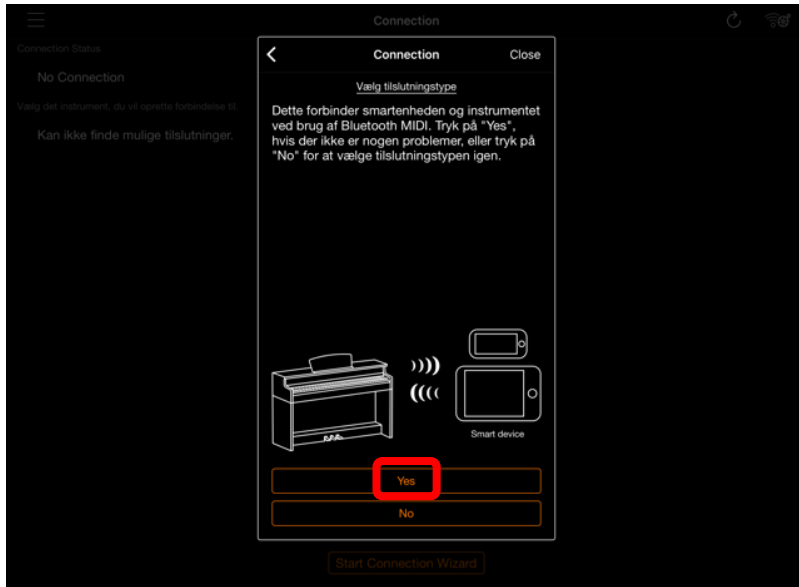 Connection
Connection Status
No Connection
Vælg det instrument, du vil oprette forbindelse til.
Kan ikke finde mulige tilslutninger.
Connection
Close
Vælg tilslutningstype
Dette forbinder smartenheden og instrumentet
ved brug af Bluetooth MIDI. Tryk på "Yes",
hvis der ikke er nogen problemer, eller tryk på
"No" for at vælge tilslutningstypen igen.
Smart device
Yes
No
Start Connection Wizard